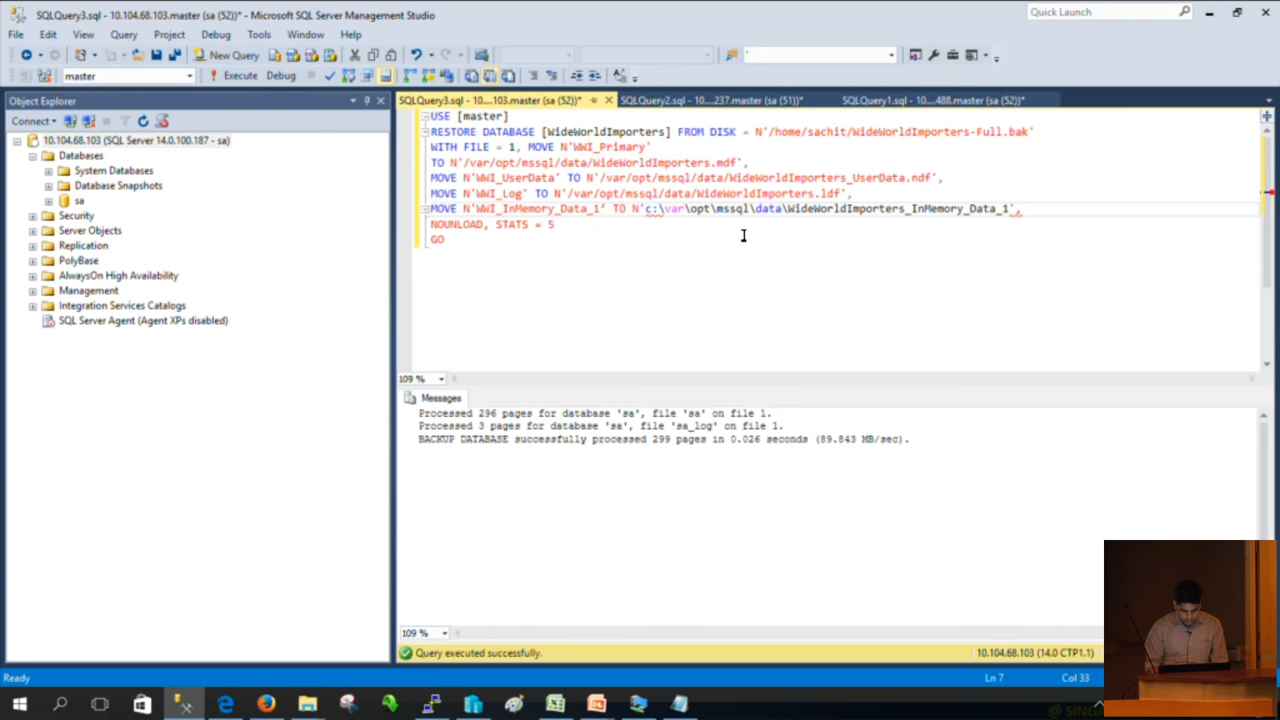 SQLQuery3.sql - 10.104.68.103.master (sa (52))* - Microsoft SQL Server Management Studio
Quick Launch
File Edit View Query Project Debug Tools Window Help
New Query
master
Execute Debug
Object Explorer
SQLQuery3.sql - 10....103.master (sa (52))* SQLQuery2.sql - 10....237.master (sa (51))* SQLQuery1.sql - 10....488.master (sa (52))*
Connect
10.104.68.103 (SQL Server 14.0.100.187 - sa)
Databases
System Databases
Database Snapshots
sa
Security
Server Objects
Replication
PolyBase
AlwaysOn High Availability
Management
Integration Services Catalogs
SQL Server Agent (Agent XPs disabled)
USE [master]
RESTORE DATABASE [WideWorldImporters] FROM DISK = N'/home/sachit/WideWorldImporters-Full.bak'
WITH FILE = 1, MOVE N'WWI_Primary'
TO N'/var/opt/mssql/data/WideWorldImporters.mdf',
MOVE N'WWI_UserData' TO N'/var/opt/mssql/data/WideWorldImporters_UserData.ndf',
MOVE N'WWI_Log' TO N'/var/opt/mssql/data/WideWorldImporters.ldf',
MOVE N'WWI_InMemory_Data_1' TO N'c:\var\opt\mssql\data\WideWorldImporters_InMemory_Data_1',
NOUNLOAD, STATS = 5
GO
109 %
Messages
Processed 296 pages for database 'sa', file 'sa' on file 1.
Processed 3 pages for database 'sa', file 'sa_log' on file 1.
BACKUP DATABASE successfully processed 299 pages in 0.026 seconds (89.843 MB/sec).
109 %
Query executed successfully. 10.104.68.103 (14.0 CTP1.1)
Ready Ln 7 Col 33